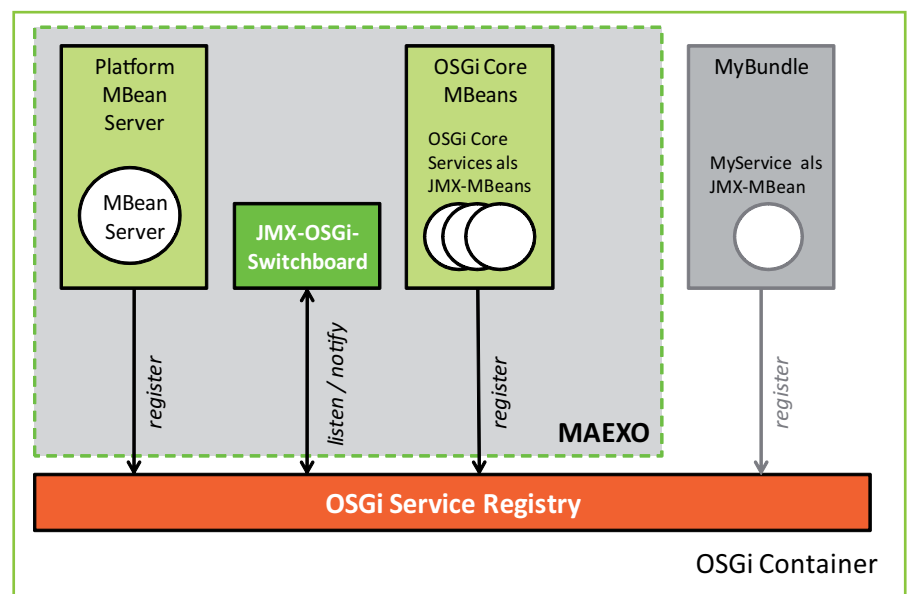 Platform
MBean
Server
MBean
Server
JMX-OSGi-
Switchboard
OSGi Core
MBeans
OSGi Core
Services als
JMX-MBeans
MyBundle
MyService als
JMX-MBean
register
listen / notify
register
register
MAEXO
OSGi Service Registry
OSGi Container